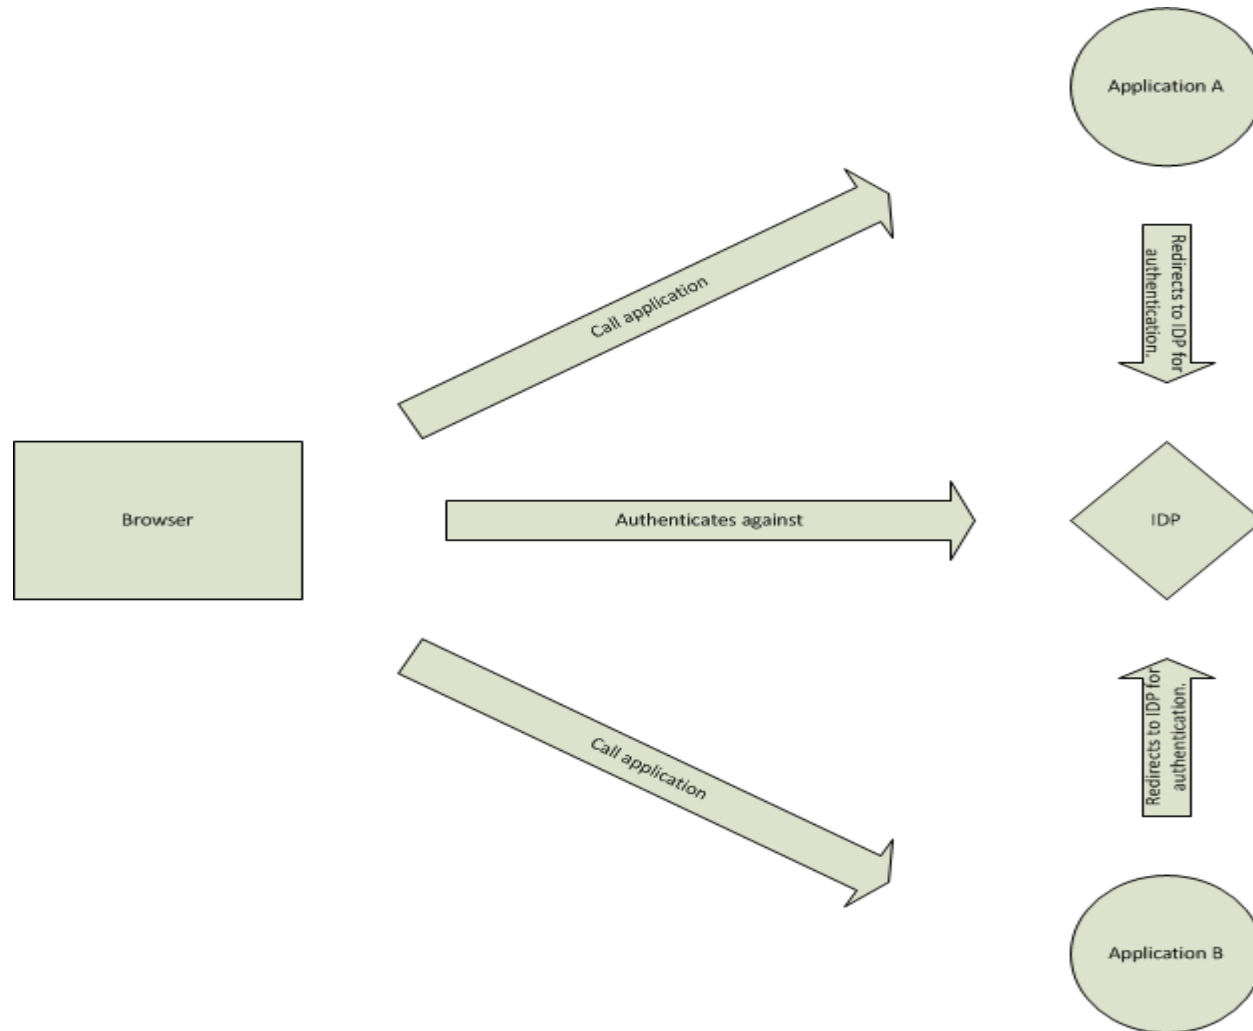 Application A
Call application
Redirects to IDP for
authentication.
Browser
Authenticates against
IDP
Call application
Redirects to IDP for
authentication.
Application B